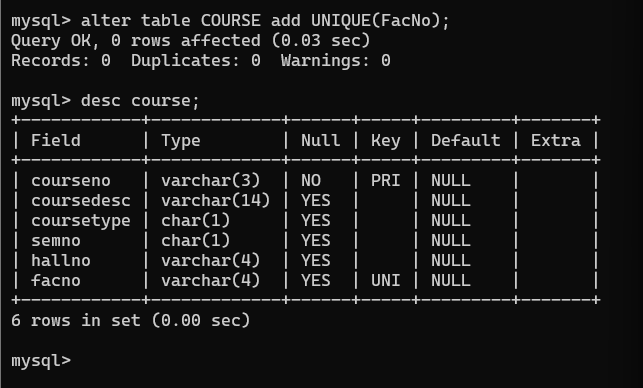 mysql> alter table COURSE add UNIQUE(FacNo);
Query OK, 0 rows affected (0.03 sec)
Records: 0  Duplicates: 0  Warnings: 0

mysql> desc course;
+------------+-------------+------+-----+---------+-------+
| Field      | Type        | Null | Key | Default | Extra |
+------------+-------------+------+-----+---------+-------+
| courseno   | varchar(3)  | NO   | PRI | NULL    |       |
| coursedesc | varchar(14) | YES  |     | NULL    |       |
| coursetype | char(1)     | YES  |     | NULL    |       |
| semno      | char(1)     | YES  |     | NULL    |       |
| hallno     | varchar(4)  | YES  |     | NULL    |       |
| facno      | varchar(4)  | YES  | UNI | NULL    |       |
+------------+-------------+------+-----+---------+-------+
6 rows in set (0.00 sec)

mysql>